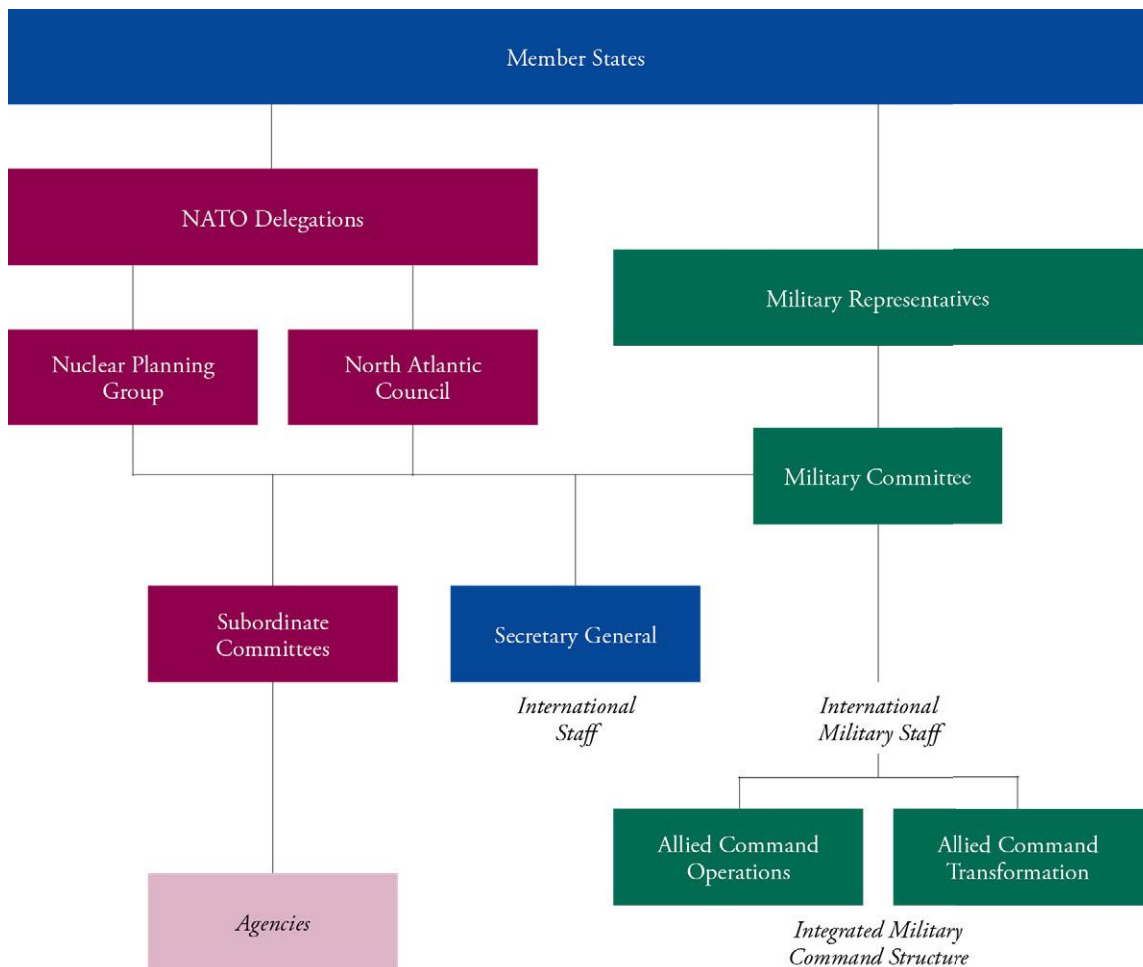 Member States
NATO Delegations
Military Representatives
Nuclear Planning
Group
North Atlantic
Council
Military Committee
Subordinate
Committees
Secretary General
International
Staff
International
Military Staff
Allied Command
Operations
Allied Command
Transformation
Agencies
Integrated Military
Command Structure